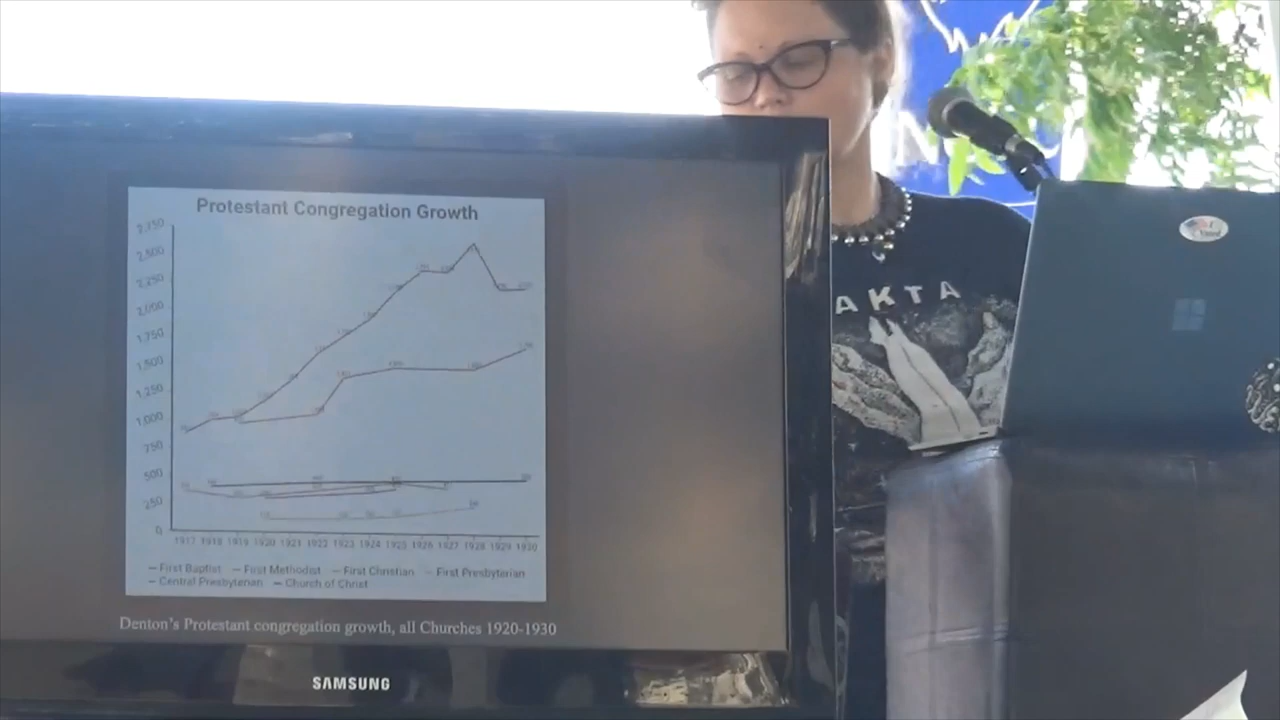 Protestant Congregation Growth
2,750
2,500
2,250
2,000
1,750
1,500
1,250
1,000
750
500
250
0
1917 1918 1919 1920 1921 1922 1923 1924 1925 1926 1927 1928 1929 1930
First Baptist First Methodist First Christian First Presbyterian
Central Presbyterian Church of Christ
Denton's Protestant congregation growth, all Churches 1920-1930
SAMSUNG
AKTA
Voted